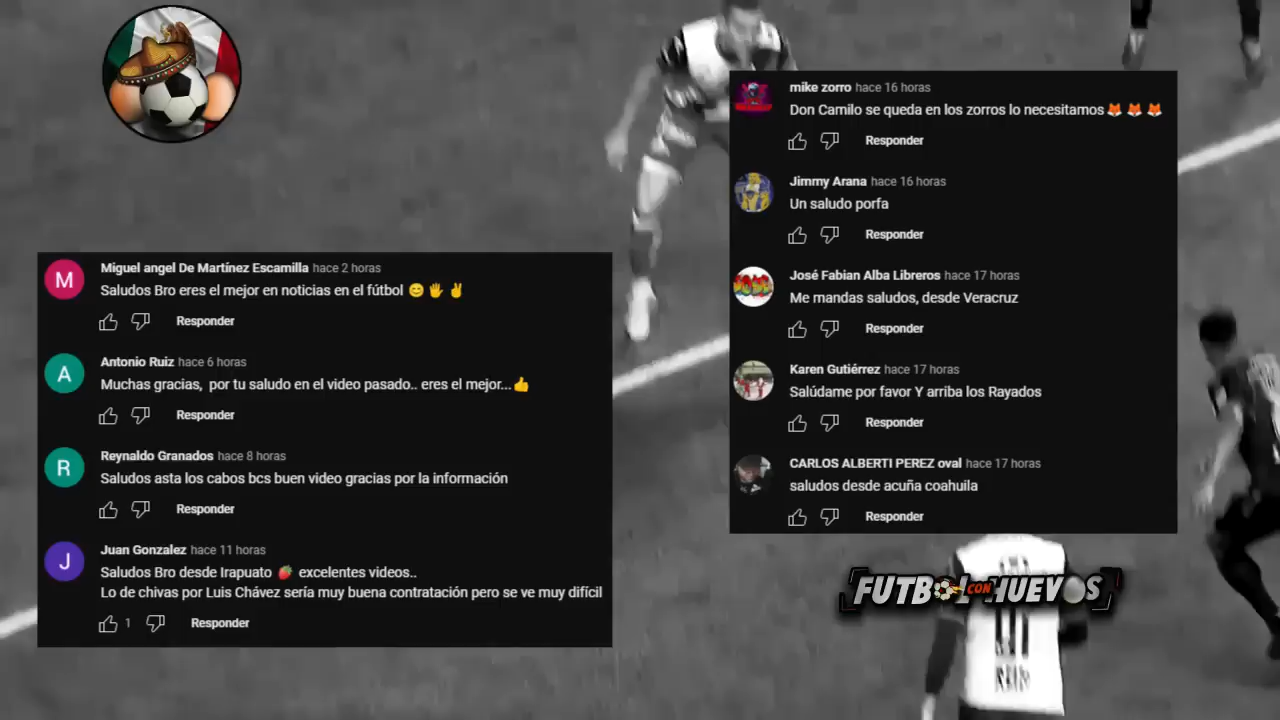 Miguel angel De Martínez Escamilla hace 2 horas
Saludos Bro eres el mejor en noticias en el fútbol 😊 🖐 ✌
Responder
Antonio Ruiz hace 6 horas
Muchas gracias, por tu saludo en el video pasado.. eres el mejor...👍
Responder
Reynaldo Granados hace 8 horas
Saludos asta los cabos bcs buen video gracias por la información
Responder
Juan Gonzalez hace 11 horas
Saludos Bro desde Irapuato 🍓 excelentes videos..
Lo de chivas por Luis Chávez sería muy buena contratación pero se ve muy difícil
1 Responder
mike zorro hace 16 horas
Don Camilo se queda en los zorros lo necesitamos 🦊 🦊 🦊
Responder
Jimmy Arana hace 16 horas
Un saludo porfa
Responder
José Fabian Alba Libreros hace 17 horas
Me mandas saludos, desde Veracruz
Responder
Karen Gutiérrez hace 17 horas
Salúdame por favor Y arriba los Rayados
Responder
CARLOS ALBERTI PEREZ oval hace 17 horas
saludos desde acuña coahuila
Responder
FUTBOL CON HUEVOS
M
A
R
J